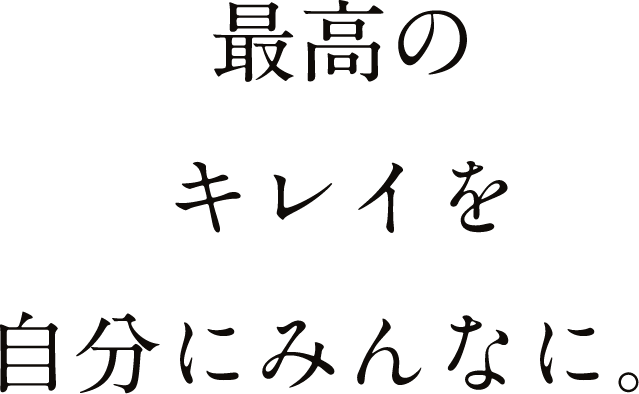 最高の
キレイを
自分にみんなに。